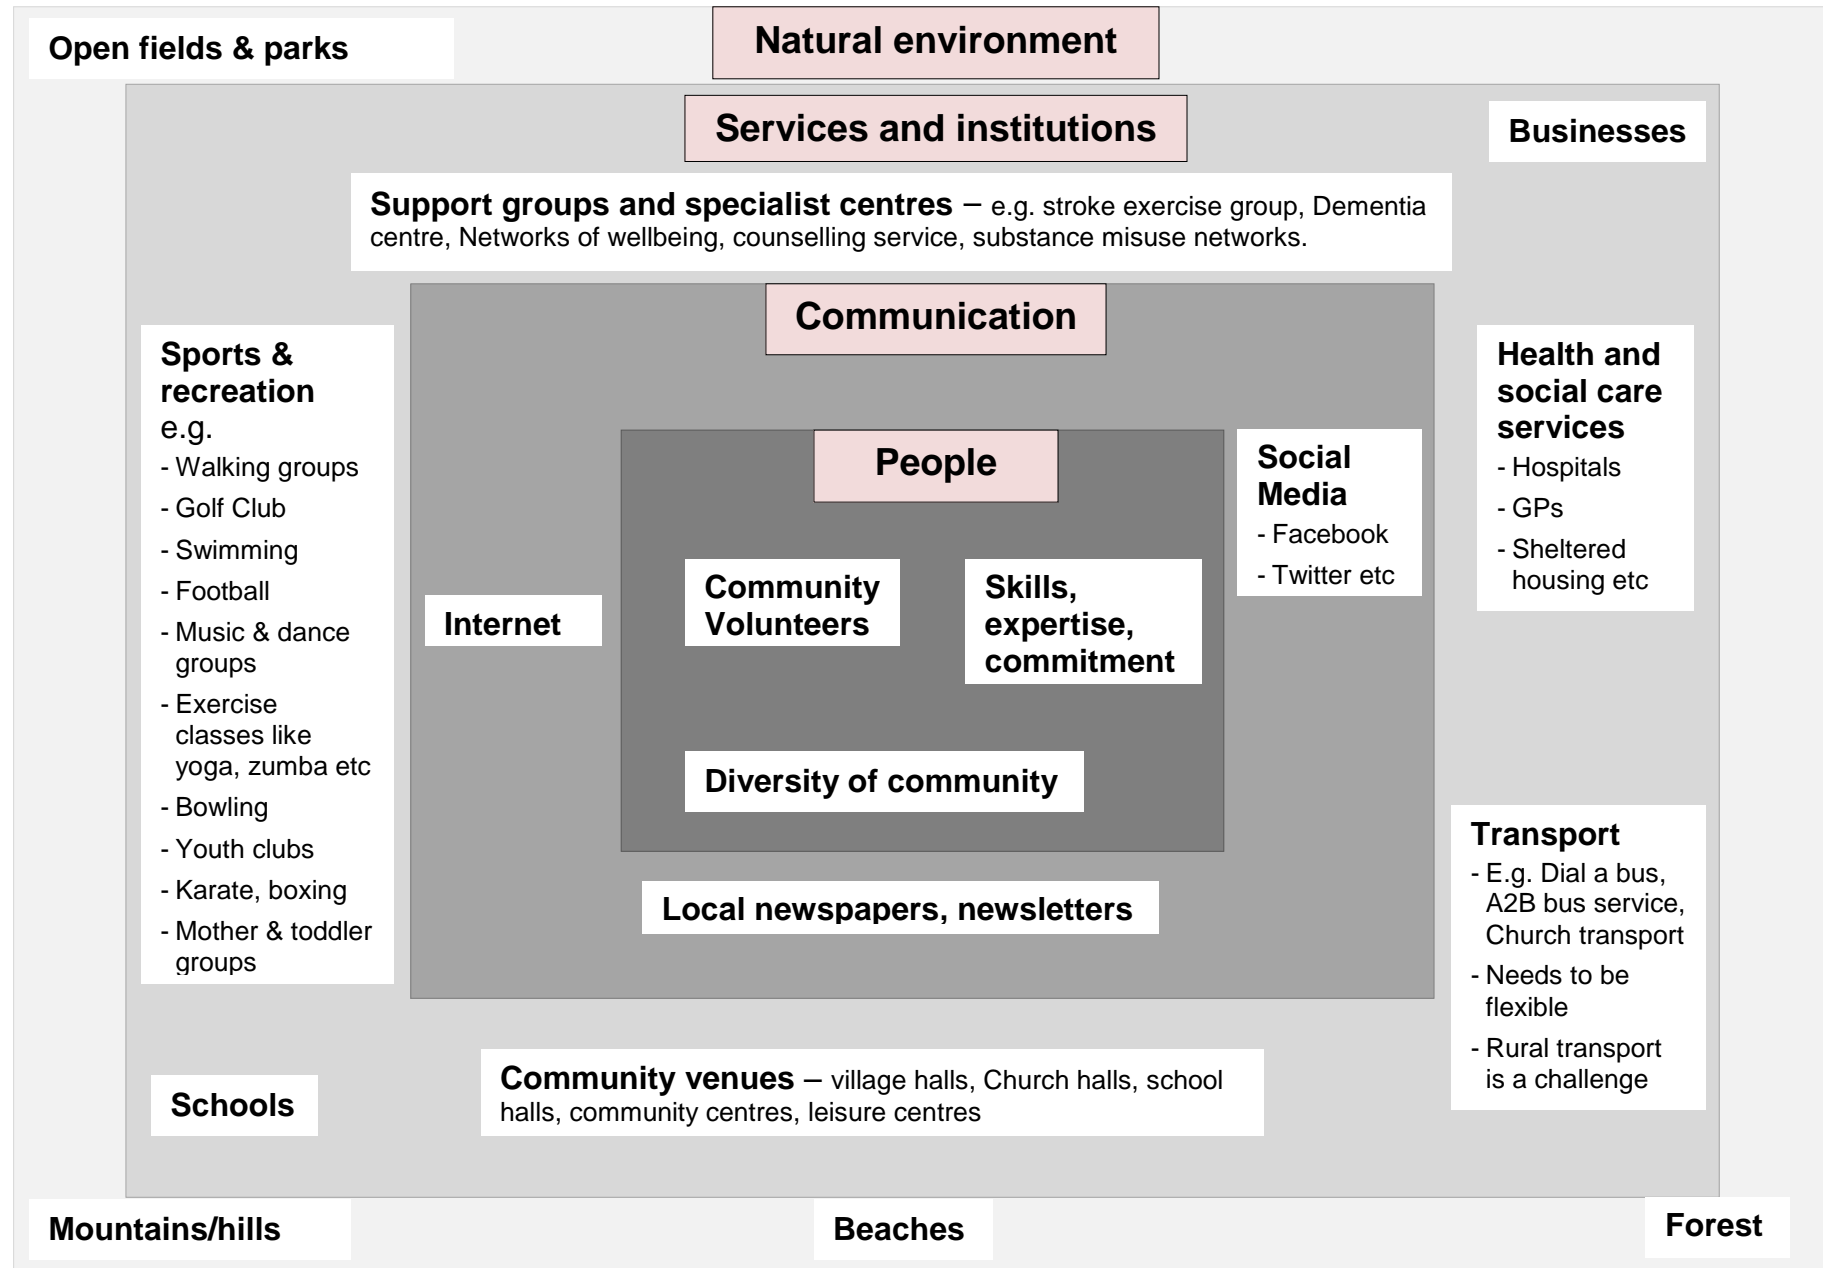 Open fields & parks
Natural environment
Services and institutions
Businesses
Support groups and specialist centres – e.g. stroke exercise group, Dementia
centre, Networks of wellbeing, counselling service, substance misuse networks.
Communication
Sports &
recreation
e.g.
- Walking groups
- Golf Club
- Swimming
- Football
- Music & dance
groups
- Exercise
classes like
yoga, zumba etc
- Bowling
- Youth clubs
- Karate, boxing
- Mother & toddler
groups
Internet
People
Community
Volunteers
Skills,
expertise,
commitment
Diversity of community
Social
Media
- Facebook
- Twitter etc
Local newspapers, newsletters
Health and
social care
services
- Hospitals
- GPs
- Sheltered
housing etc
Transport
- E.g. Dial a bus,
A2B bus service,
Church transport
- Needs to be
flexible
- Rural transport
is a challenge
Schools
Community venues – village halls, Church halls, school
halls, community centres, leisure centres
Mountains/hills
Beaches
Forest